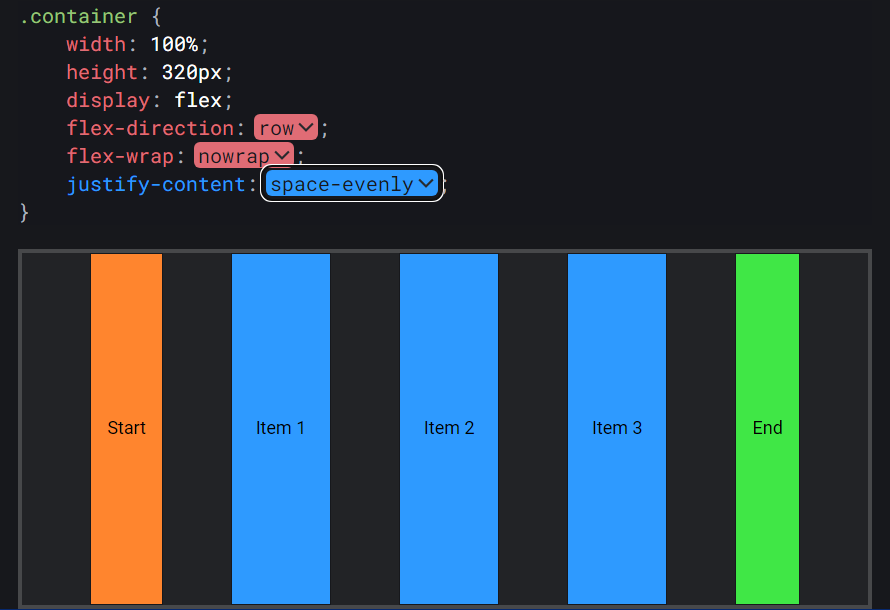 .container {
width: 100%;
height: 320px;
display: flex;
flex-direction: row;
flex-wrap: nowrap;
justify-content: space-evenly;
}
Start Item 1 Item 2 Item 3 End